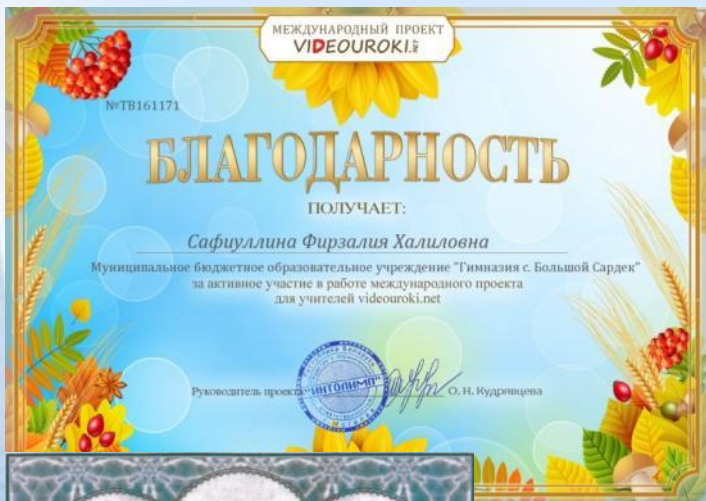 МЕЖДУНАРОДНЫЙ ПРОЕКТ
VIDEOUROKI.NET
№ТВ161171
БЛАГОДАРНОСТЬ
ПОЛУЧАЕТ:
Сафиуллина Фирзалия Халиловна
Муниципальное бюджетное образовательное учреждение "Гимназия с. Большой Сардек"
за активное участие в работе международного проекта
для учителей videouroki.net
Руководитель проекта
"ИНТОЛИМП"
О. Н. Кудрявцева